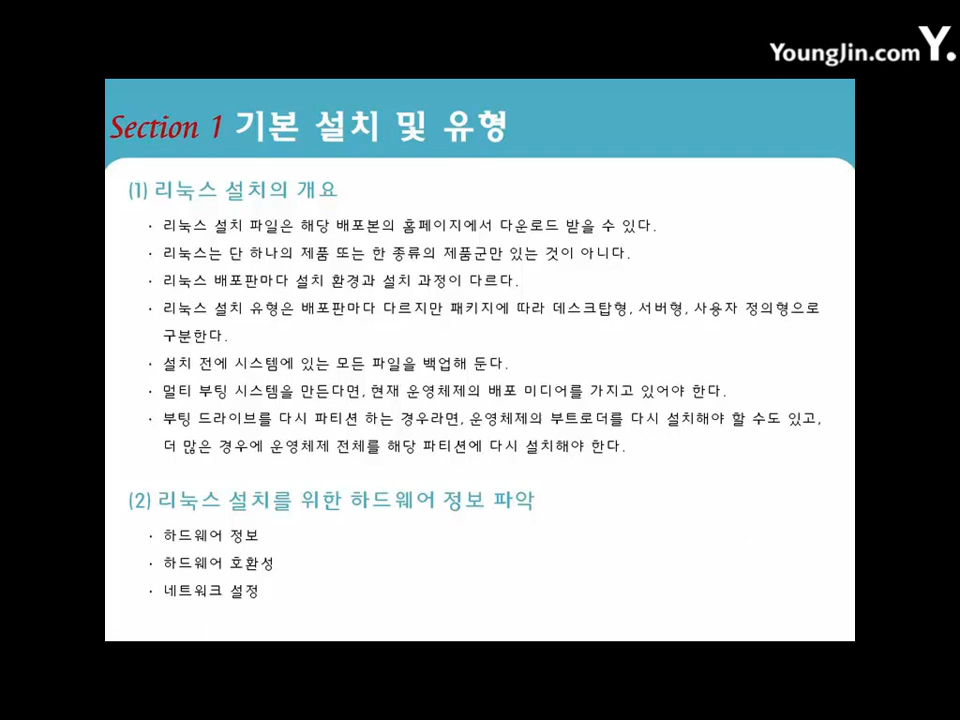 YoungJin.com Y.
Section 1 기본 설치 및 유형
(1) 리눅스 설치의 개요
· 리눅스 설치 파일은 해당 배포본의 홈페이지에서 다운로드 받을 수 있다.
· 리눅스는 단 하나의 제품 또는 한 종류의 제품군만 있는 것이 아니다.
· 리눅스 배포판마다 설치 환경과 설치 과정이 다르다.
· 리눅스 설치 유형은 배포판마다 다르지만 패키지에 따라 데스크탑형, 서버형, 사용자 정의형으로
구분한다.
· 설치 전에 시스템에 있는 모든 파일을 백업해 둔다.
· 멀티 부팅 시스템을 만든다면, 현재 운영체제의 배포 미디어를 가지고 있어야 한다.
· 부팅 드라이브를 다시 파티션 하는 경우라면, 운영체제의 부트로더를 다시 설치해야 할 수도 있고,
더 많은 경우에 운영체제 전체를 해당 파티션에 다시 설치해야 한다.
(2) 리눅스 설치를 위한 하드웨어 정보 파악
· 하드웨어 정보
· 하드웨어 호환성
· 네트워크 설정